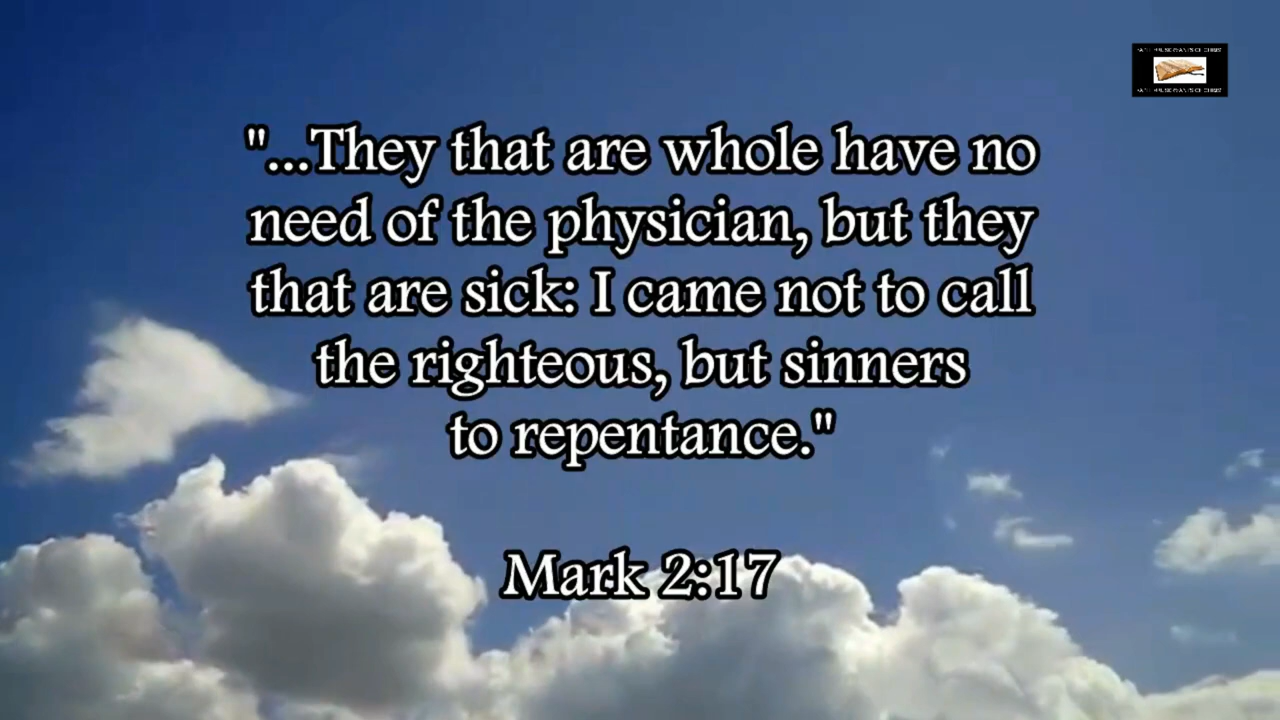 "...They that are whole have no
need of the physician, but they
that are sick: I came not to call
the righteous, but sinners
to repentance."
Mark 2:17